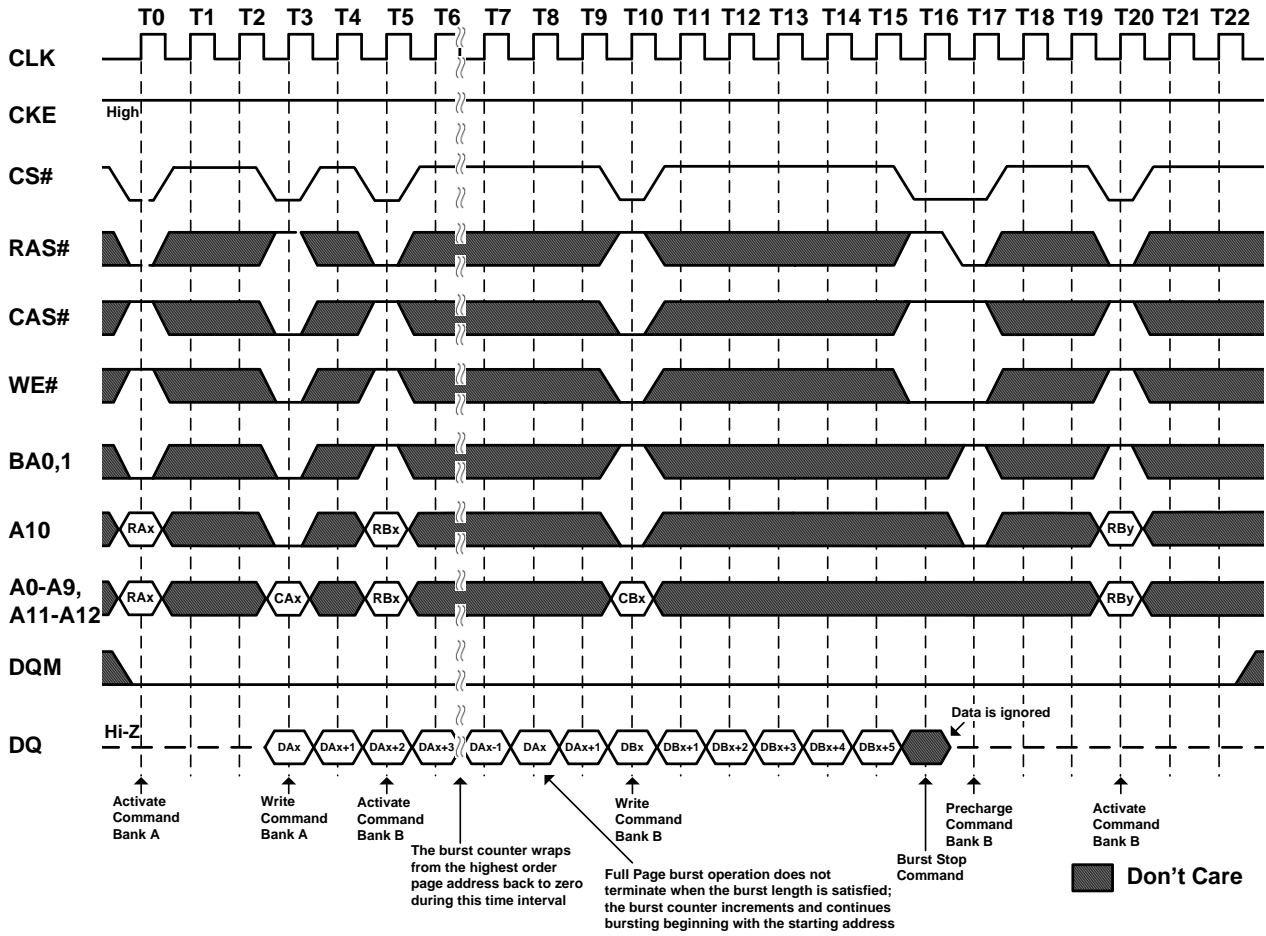 T0 T1 T2 T3 T4 T5 T6 T7 T8 T9 T10 T11 T12 T13 T14 T15 T16 T17 T18 T19 T20 T21 T22
CLK
CKE
High
CS#
RAS#
CAS#
WE#
BA0,1
A10
RAx RBx RBy
A0-A9,
A11-A12
RAx CAx RBx CBx RBy
DQM
Data is ignored
DQ
Hi-Z
DAx DAx+1 DAx+2 DAx+3 DAx-1 DAx DAx+1 DBx DBx+1 DBx+2 DBx+3 DBx+4 DBx+5
Activate
Command
Bank A
Write
Command
Bank A
Activate
Command
Bank B
The burst counter wraps
from the highest order
page address back to zero
during this time interval
Write
Command
Bank B
Full Page burst operation does not
terminate when the burst length is satisfied;
the burst counter increments and continues
bursting beginning with the starting address
Burst Stop
Command
Precharge
Command
Bank B
Activate
Command
Bank B
Don't Care